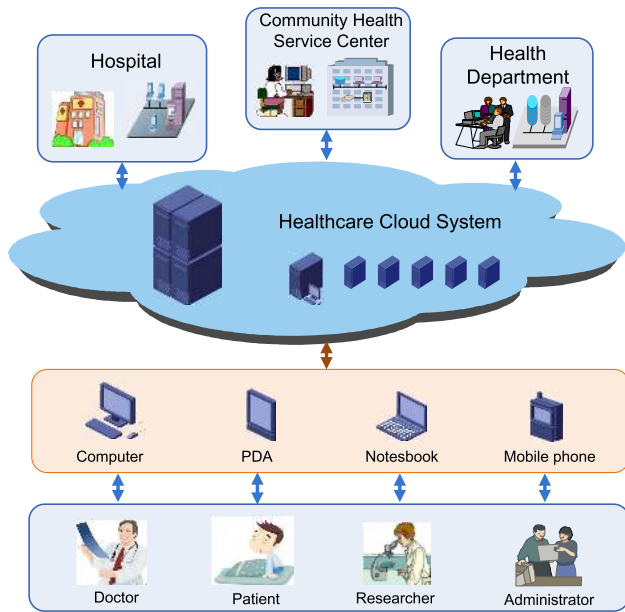 Hospital
Community Health
Service Center
Health
Department
Healthcare Cloud System
Computer
PDA
Notesbook
Mobile phone
Doctor
Patient
Researcher
Administrator